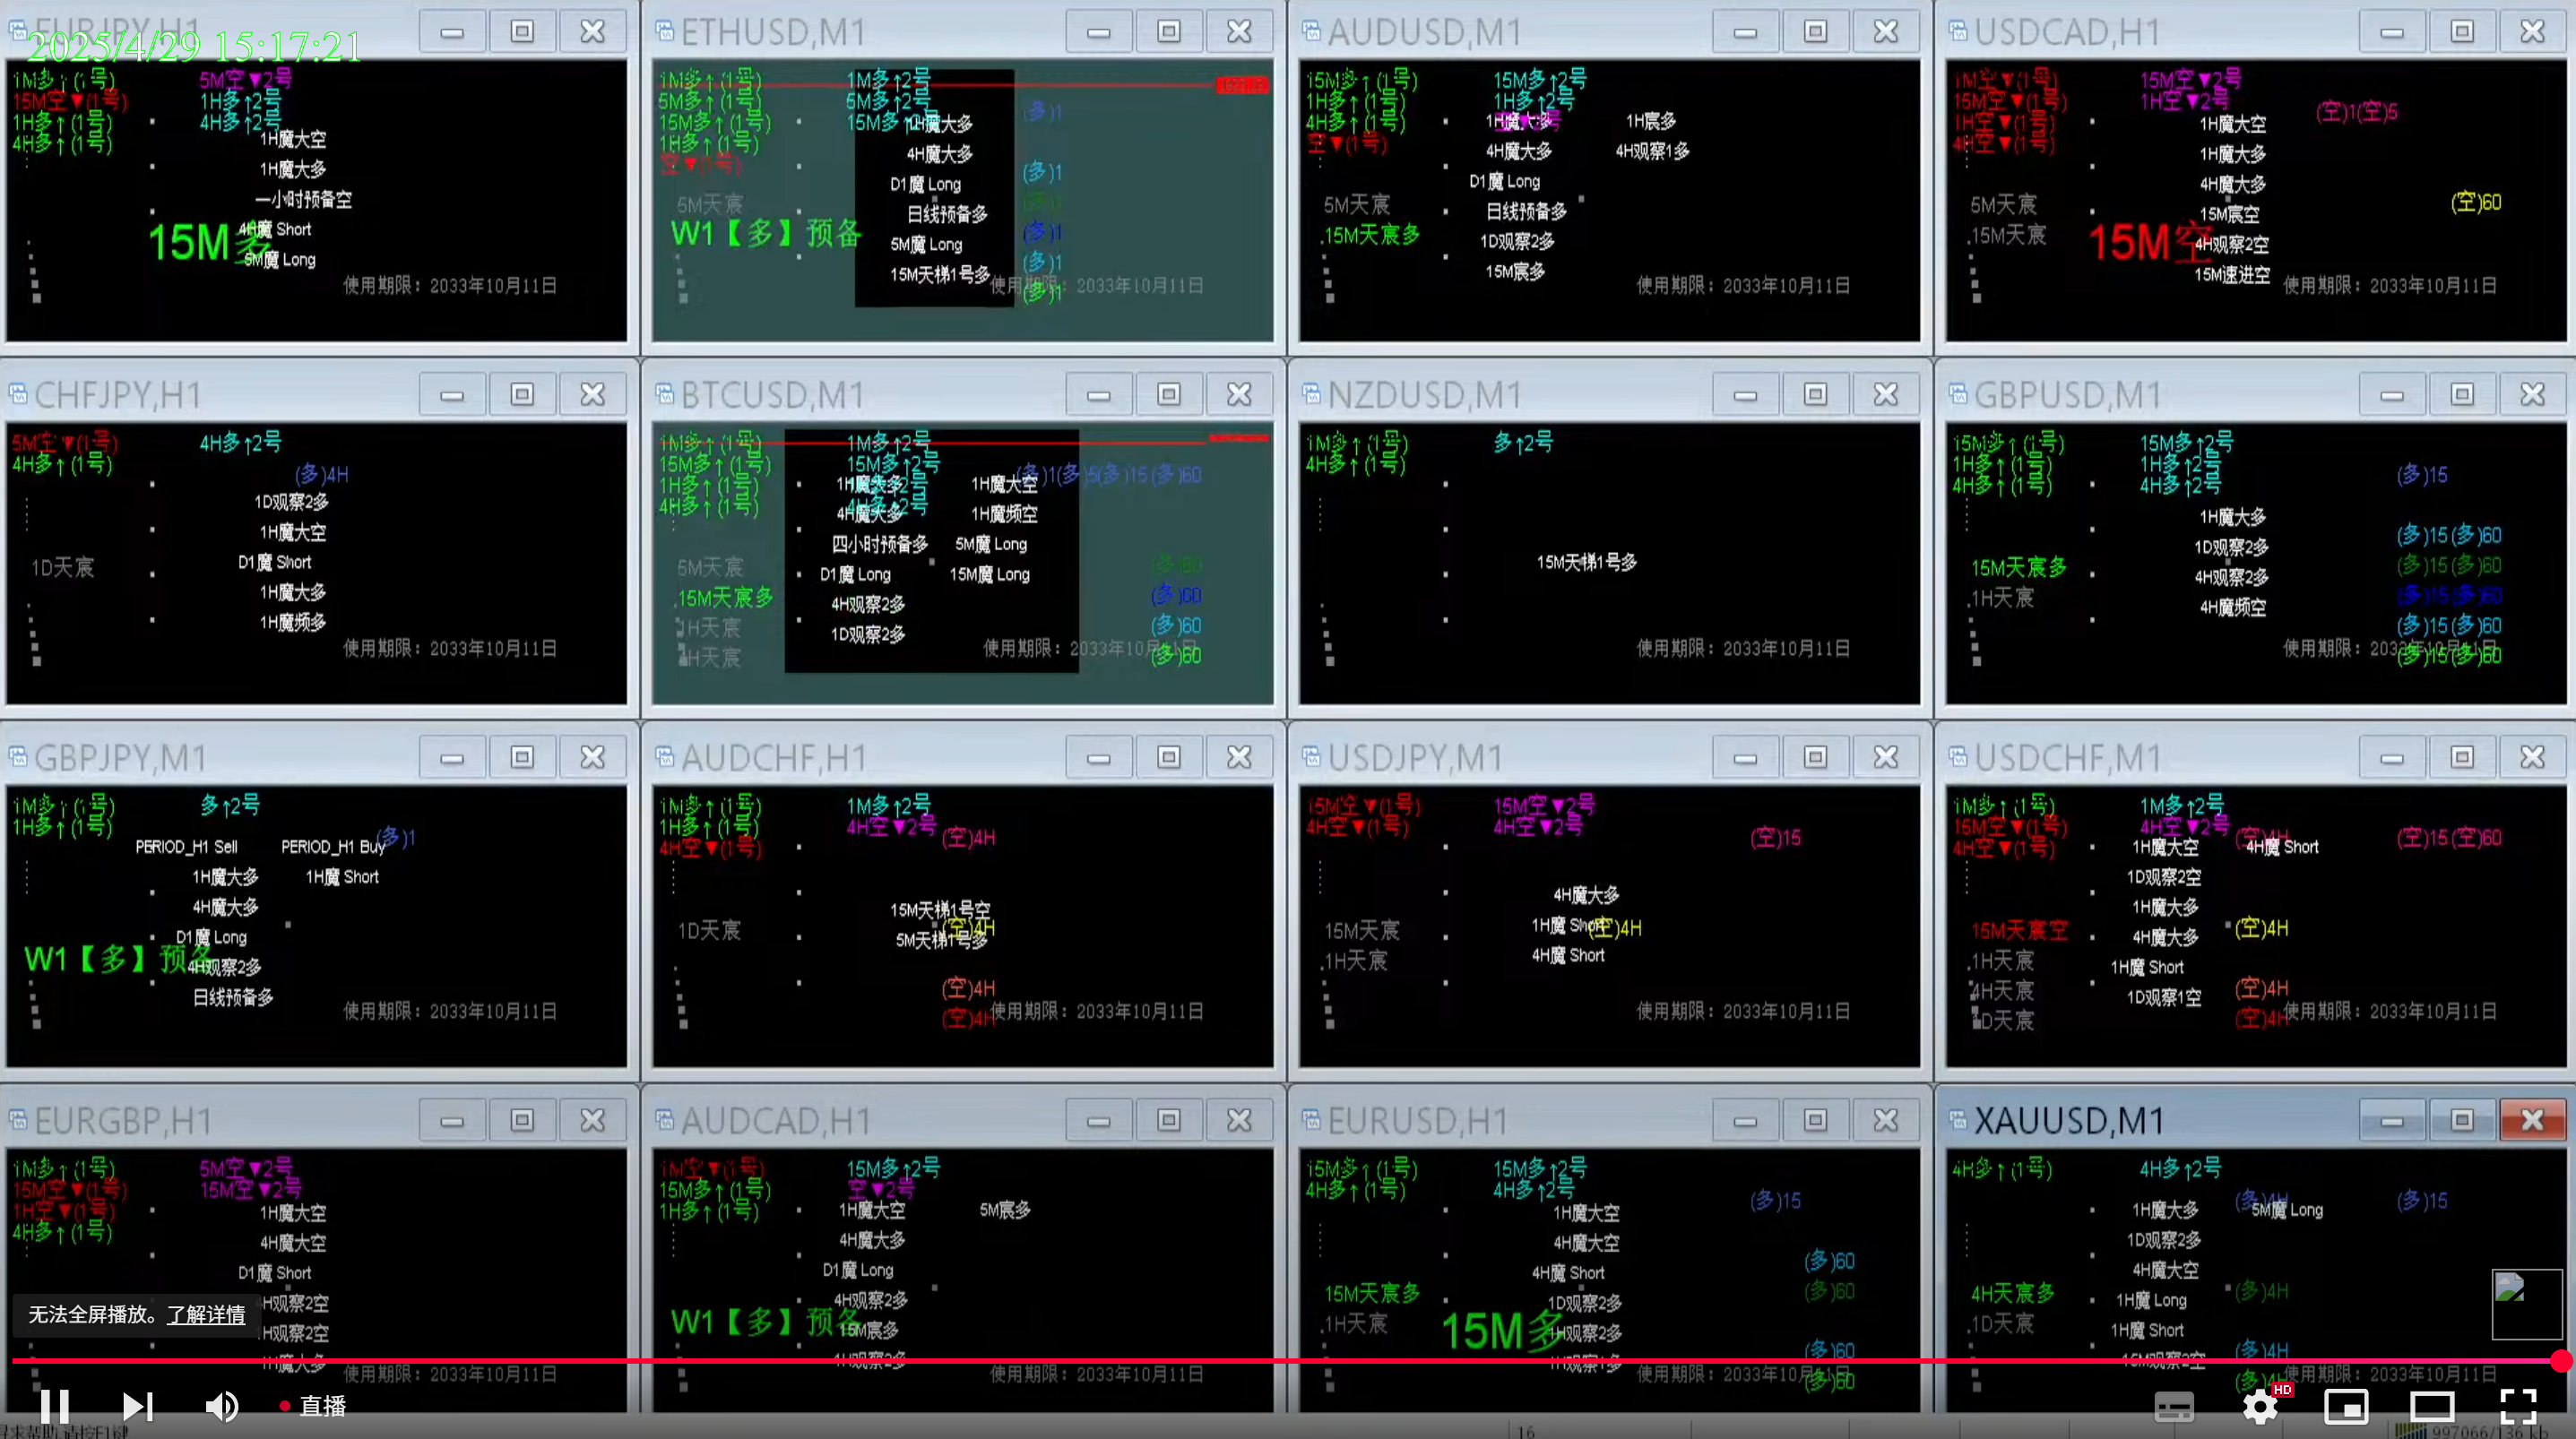 EURJPY,H1
2025/4/29 15:17:21
1M多↑(1号)
5M空▼2号
15M空▼(1号)
1H多↑2号
1H多↑(1号)
4H多↑2号
4H多↑(1号)
1H魔大空
1H魔大多
一小时预备空
4H魔 Short
15M多
5M魔 Long
使用期限：2033年10月11日
ETHUSD,M1
1M多↑(1号)
1M多↑2号
5M多↑(1号)
5M多↑2号
(多)1
15M多↑(1号)
15M多↑2号
1H魔大多
1H多↑(1号)
4H魔大多
空▼(1号)
(多)1
D1魔 Long
5M天宸
日线预备多
W1【多】预备
(多)1
5M魔 Long
(多)1
15M天梯1号多
使用期限：2033年10月11日
(多)1
AUDUSD,M1
15M多↑(1号)
15M多↑2号
1H多↑(1号)
1H多↑2号
4H多↑(1号)
1H魔大多
1H宸多
空▼(1号)
4H魔大多
4H观察1多
D1魔 Long
5M天宸
日线预备多
15M天宸多
1D观察2多
15M宸多
使用期限：2033年10月11日
USDCAD,H1
1M空▼(1号)
15M空▼2号
15M空▼(1号)
1H空▼2号
(空)1(空)5
1H空▼(1号)
1H魔大空
4H空▼(1号)
1H魔大多
4H魔大多
5M天宸
15M宸空
(空)60
15M天宸
15M空
4H观察2空
15M速进空
使用期限：2033年10月11日
CHFJPY,H1
5M空▼(1号)
4H多↑2号
4H多↑(1号)
(多)4H
1D观察2多
1H魔大空
1D天宸
D1魔 Short
1H魔大多
1H魔频多
使用期限：2033年10月11日
BTCUSD,M1
1M多↑(1号)
1M多↑2号
15M多↑(1号)
15M多↑2号
(多)1(多)5(多)15(多)60
1H多↑(1号)
1H魔大多
1H魔大空
4H多↑(1号)
4H魔大多
1H魔频空
四小时预备多
5M魔 Long
5M天宸
D1魔 Long
15M魔 Long
(多)60
15M天宸多
4H观察2多
(多)60
1H天宸
1D观察2多
(多)60
4H天宸
使用期限：2033年10月11日
(多)60
NZDUSD,M1
1M多↑(1号)
多↑2号
4H多↑(1号)
15M天梯1号多
使用期限：2033年10月11日
GBPUSD,M1
15M多↑(1号)
15M多↑2号
1H多↑(1号)
1H多↑2号
(多)15
4H多↑(1号)
4H多↑2号
1H魔大多
(多)15(多)60
1D观察2多
15M天宸多
(多)15(多)60
4H观察2多
1H天宸
(多)15(多)60
4H魔频空
(多)15(多)60
使用期限：2033年10月11日
(多)15(多)60
GBPJPY,M1
1M多↑(1号)
多↑2号
1H多↑(1号)
(多)1
PERIOD_H1 Sell
PERIOD_H1 Buy
1H魔大多
1H魔 Short
4H魔大多
D1魔 Long
W1【多】预备
4H观察2多
日线预备多
使用期限：2033年10月11日
AUDCHF,H1
1M多↑(1号)
1M多↑2号
1H多↑(1号)
4H空▼2号
(空)4H
4H空▼(1号)
15M天梯1号空
1D天宸
(空)4H
5M天梯1号多
(空)4H
(空)4H
使用期限：2033年10月11日
USDJPY,M1
15M空▼(1号)
15M空▼2号
4H空▼(1号)
4H空▼2号
(空)15
4H魔大多
15M天宸
1H魔 Short
(空)4H
1H天宸
4H魔 Short
使用期限：2033年10月11日
USDCHF,M1
1M多↑(1号)
1M多↑2号
15M空▼(1号)
4H空▼2号
(空)4H
(空)15(空)60
4H空▼(1号)
1H魔大空
4H魔 Short
1D观察2空
1H魔大多
15M天宸空
4H魔大多
(空)4H
1H天宸
1H魔 Short
4H天宸
1D观察1空
(空)4H
1D天宸
(空)4H
使用期限：2033年10月11日
EURGBP,H1
1M多↑(1号)
5M空▼2号
15M空▼(1号)
15M空▼2号
1H空▼(1号)
1H魔大空
4H多↑(1号)
4H魔大空
D1魔 Short
4H观察2空
1H观察2空
1H魔大多
使用期限：2033年10月11日
AUDCAD,H1
1M空▼(1号)
15M多↑2号
15M多↑(1号)
空▼2号
1H多↑(1号)
1H魔大空
5M宸多
4H魔大多
D1魔 Long
4H观察2多
W1【多】预备
15M宸多
1H观察2多
使用期限：2033年10月11日
EURUSD,H1
15M多↑(1号)
15M多↑2号
4H多↑(1号)
4H多↑2号
(多)15
1H魔大空
4H魔大空
(多)60
4H魔 Short
15M天宸多
(多)60
1D观察2多
1H天宸
15M多
1H观察2多
(多)60
1H观察1多
使用期限：2033年10月11日
(多)60
XAUUSD,M1
4H多↑(1号)
4H多↑2号
1H魔大多
(多)4H
5M魔 Long
(多)15
1D观察2多
4H魔大空
4H天宸多
1H魔 Long
(多)4H
1D天宸
1H魔 Short
(多)4H
15M观察2空
使用期限：2033年10月11日
无法全屏播放。了解详情
直播
HD
16
997066/136 kb